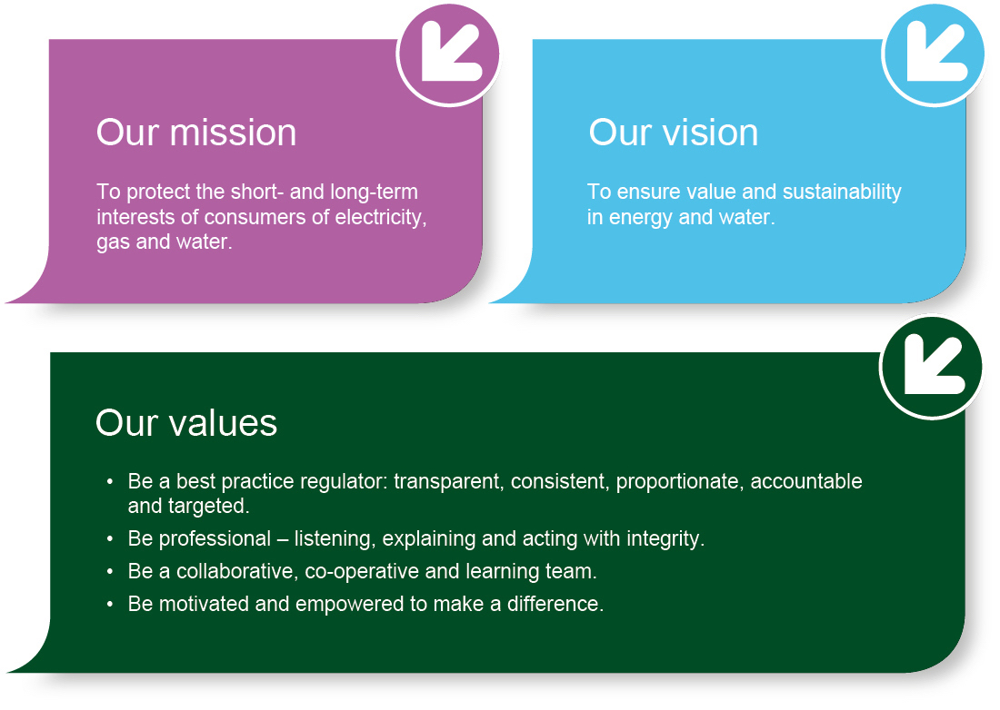 Our mission
To protect the short- and long-term
interests of consumers of electricity,
gas and water.
Our vision
To ensure value and sustainability
in energy and water.
Our values
• Be a best practice regulator: transparent, consistent, proportionate, accountable
and targeted.
• Be professional – listening, explaining and acting with integrity.
• Be a collaborative, co-operative and learning team.
• Be motivated and empowered to make a difference.